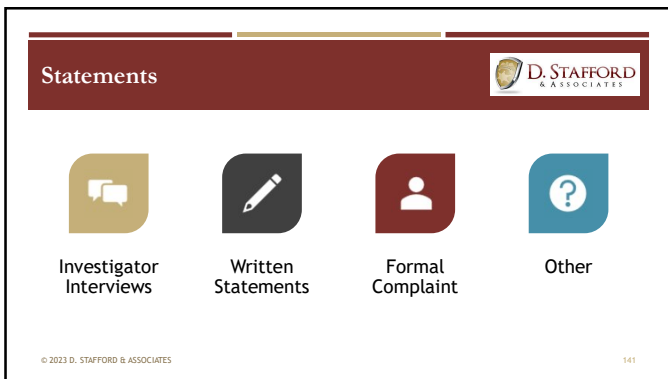 Statements
D. STAFFORD
& ASSOCIATES
Investigator
Interviews
Written
Statements
Formal
Complaint
?
Other
© 2023 D. STAFFORD & ASSOCIATES
141